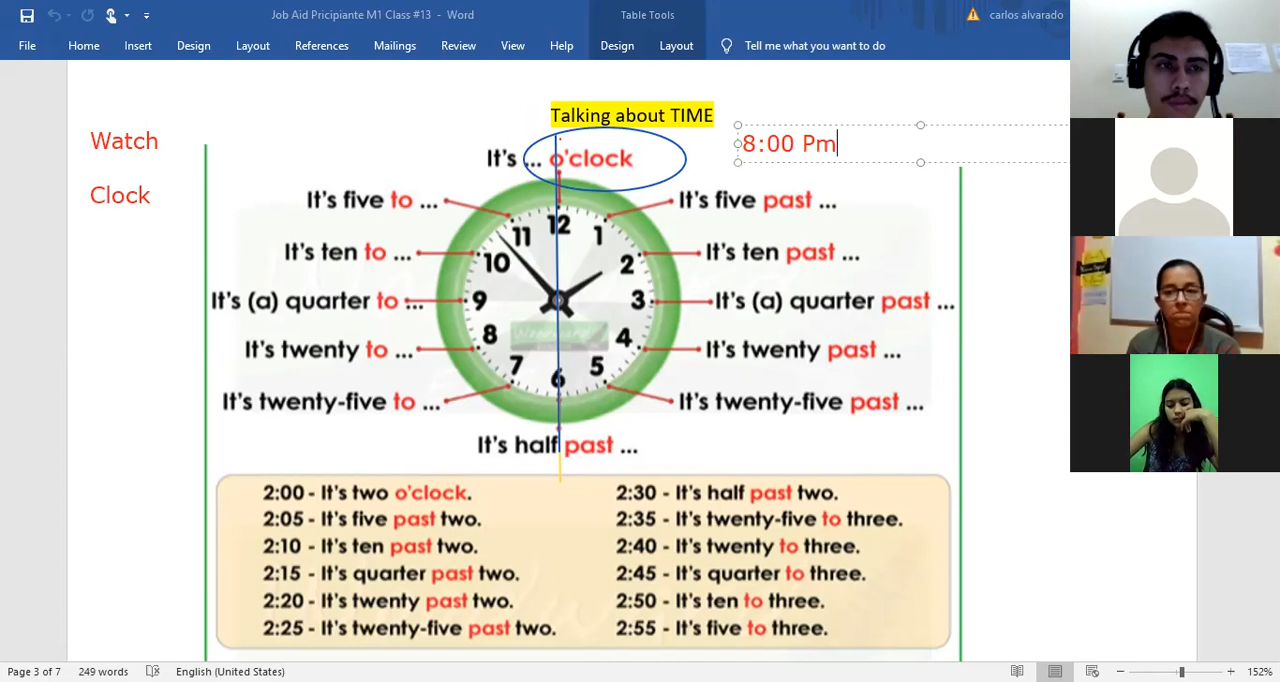 Job Aid Pricipiante M1 Class #13 - Word
Table Tools
carlos alvarado
File Home Insert Design Layout References Mailings Review View Help Design Layout Tell me what you want to do
Talking about TIME
Watch
8:00 Pm
It's ... o'clock
Clock
It's five to ...
It's five past ...
It's ten to ...
It's ten past ...
It's (a) quarter to ...
It's (a) quarter past ...
It's twenty to ...
It's twenty past ...
It's twenty-five to ...
It's twenty-five past ...
It's half past ...
12
1
2
3
4
5
6
7
8
9
10
11
2:00 - It's two o'clock.
2:05 - It's five past two.
2:10 - It's ten past two.
2:15 - It's quarter past two.
2:20 - It's twenty past two.
2:25 - It's twenty-five past two.
2:30 - It's half past two.
2:35 - It's twenty-five to three.
2:40 - It's twenty to three.
2:45 - It's quarter to three.
2:50 - It's ten to three.
2:55 - It's five to three.
Page 3 of 7 249 words English (United States) 152%